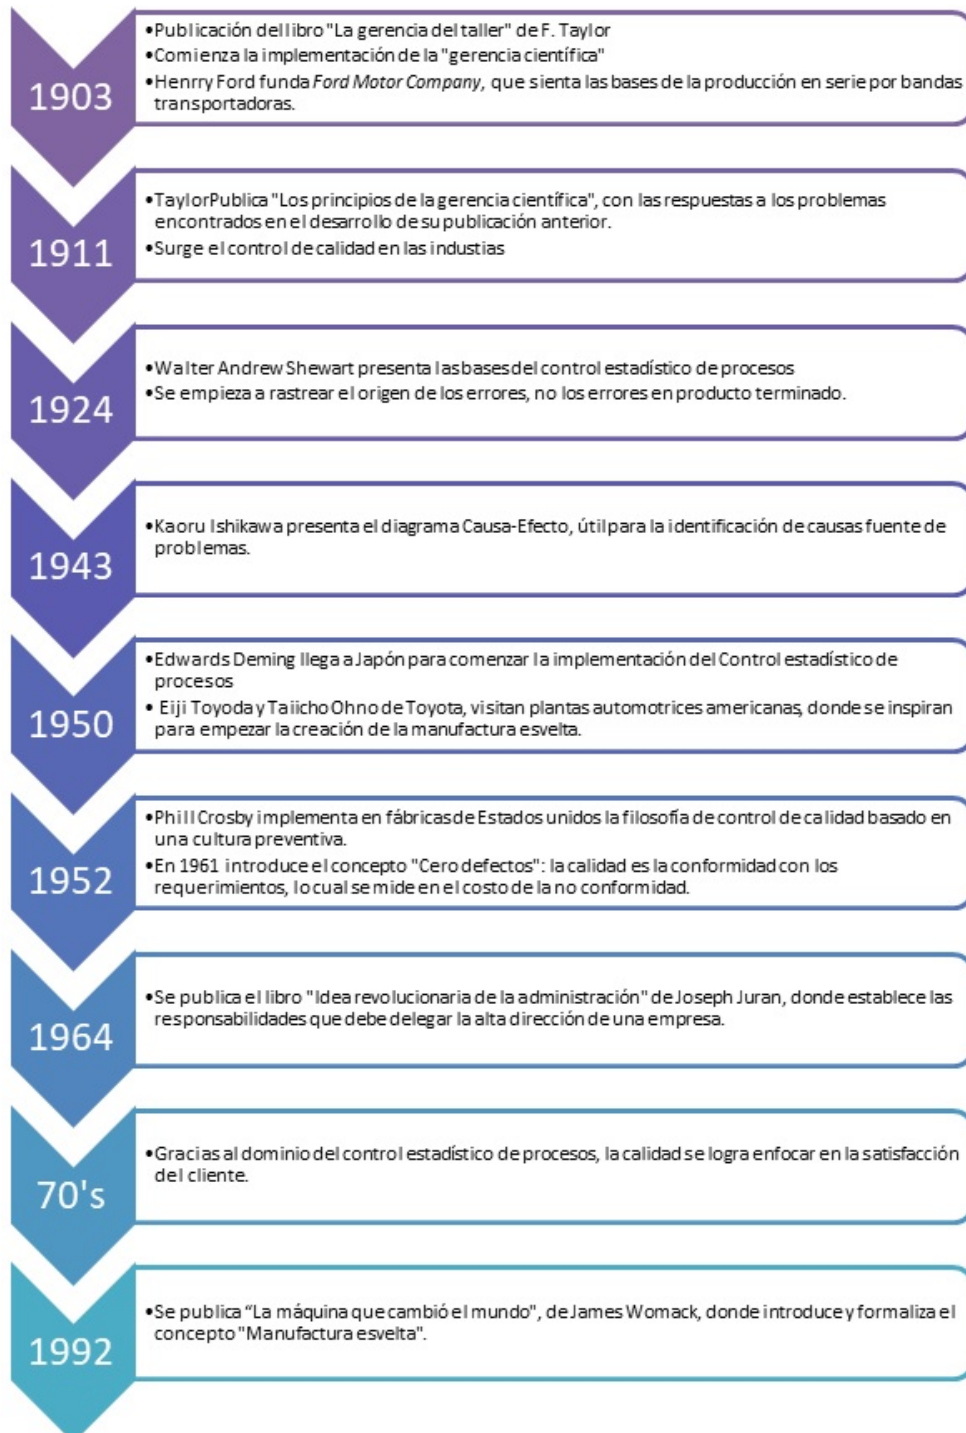 1903
•Publicación del libro "La gerencia del taller" de F. Taylor
•Comienza la implementación de la "gerencia científica"
•Henrry Ford funda Ford Motor Company, que sienta las bases de la producción en serie por bandas
transportadoras.
1911
•Taylor Publica "Los principios de la gerencia científica", con las respuestas a los problemas
encontrados en el desarrollo de su publicación anterior.
•Surge el control de calidad en las industias
1924
•Walter Andrew Shewart presenta las bases del control estadístico de procesos
•Se empieza a rastrear el origen de los errores, no los errores en producto terminado.
1943
•Kaoru Ishikawa presenta el diagrama Causa-Efecto, útil para la identificación de causas fuente de
problemas.
1950
•Edwards Deming llega a Japón para comenzar la implementación del Control estadístico de
procesos
• Eiji Toyoda y Taiicho Ohno de Toyota, visitan plantas automotrices americanas, donde se inspiran
para empezar la creación de la manufactura esvelta.
1952
•Phill Crosby implementa en fábricas de Estados unidos la filosofía de control de calidad basado en
una cultura preventiva.
•En 1961 introduce el concepto "Cero defectos": la calidad es la conformidad con los
requerimientos, lo cual se mide en el costo de la no conformidad.
1964
•Se publica el libro "Idea revolucionaria de la administración" de Joseph Juran, donde establece las
responsabilidades que debe delegar la alta dirección de una empresa.
70's
•Gracias al dominio del control estadístico de procesos, la calidad se logra enfocar en la satisfacción
del cliente.
1992
•Se publica “La máquina que cambió el mundo", de James Womack, donde introduce y formaliza el
concepto "Manufactura esvelta".